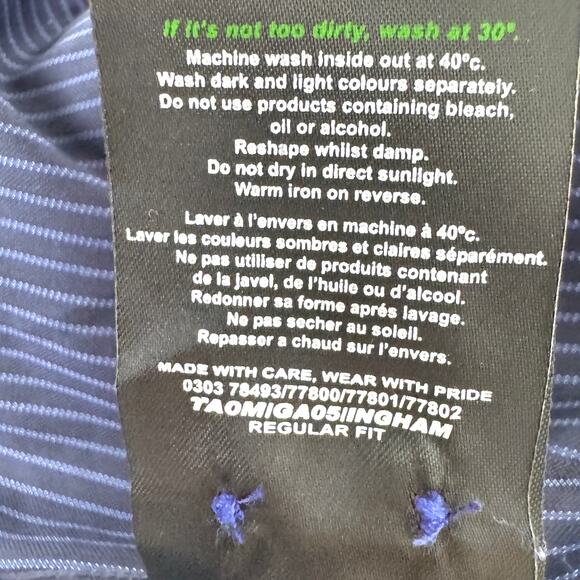 If it's not too dirty, wash at 30°.
Machine wash inside out at 40°c.
Wash dark and light colours separately.
Do not use products containing bleach,
oil or alcohol.
Reshape whilst damp.
Do not dry in direct sunlight.
Warm iron on reverse.
Laver à l'envers en machine à 40°c.
Laver les couleurs sombres et claires séparément.
Ne pas utiliser de produits contenant
de la javel, de l'huile ou d'alcool.
Redonner sa forme aprés lavage.
Ne pas secher au soleil.
Repasser a chaud sur l'envers.
MADE WITH CARE, WEAR WITH PRIDE
0303 78493/77800/77801/77802
TAOMIGA05/INGHAM
REGULAR FIT